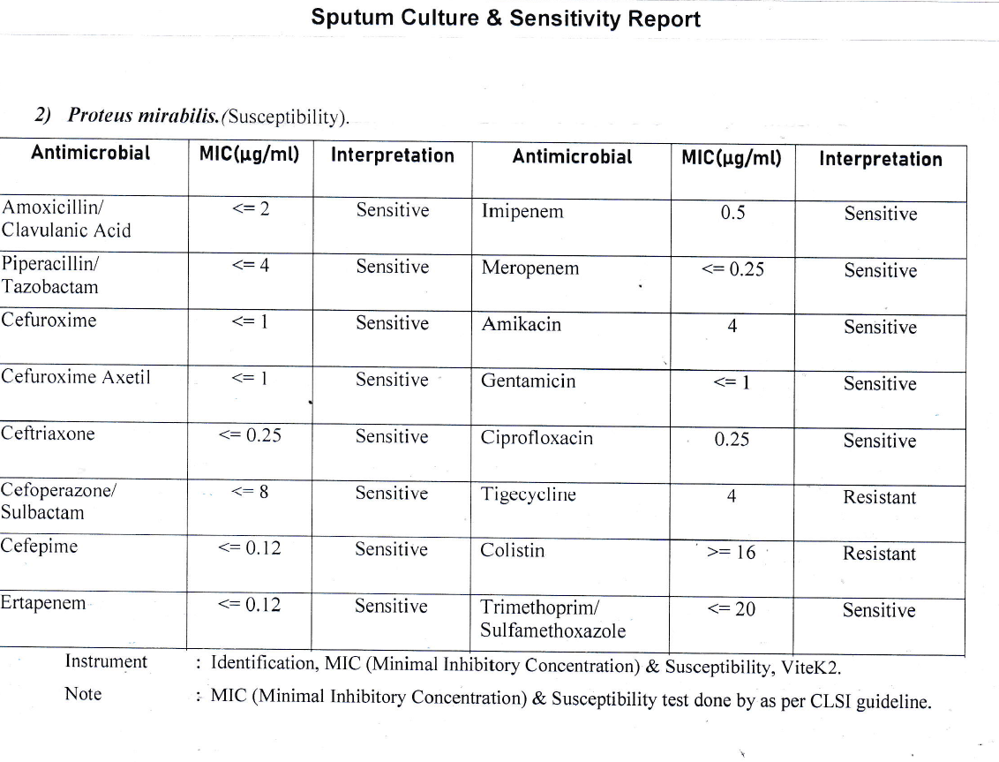 Sputum Culture & Sensitivity Report
2) Proteus mirabilis.(Susceptibility).
Antimicrobial MIC(µg/ml) Interpretation Antimicrobial MIC(µg/ml) Interpretation
Amoxicillin/ <= 2 Sensitive Imipenem 0.5 Sensitive
Clavulanic Acid
Piperacillin/ <= 4 Sensitive Meropenem <= 0.25 Sensitive
Tazobactam
Cefuroxime <= 1 Sensitive Amikacin 4 Sensitive
Cefuroxime Axetil <= 1 Sensitive Gentamicin <= 1 Sensitive
Ceftriaxone <= 0.25 Sensitive Ciprofloxacin 0.25 Sensitive
Cefoperazone/ <= 8 Sensitive Tigecycline 4 Resistant
Sulbactam
Cefepime <= 0.12 Sensitive Colistin >= 16 Resistant
Ertapenem <= 0.12 Sensitive Trimethoprim/ <= 20 Sensitive
Sulfamethoxazole
Instrument : Identification, MIC (Minimal Inhibitory Concentration) & Susceptibility, ViteK2.
Note : MIC (Minimal Inhibitory Concentration) & Susceptibility test done by as per CLSI guideline.